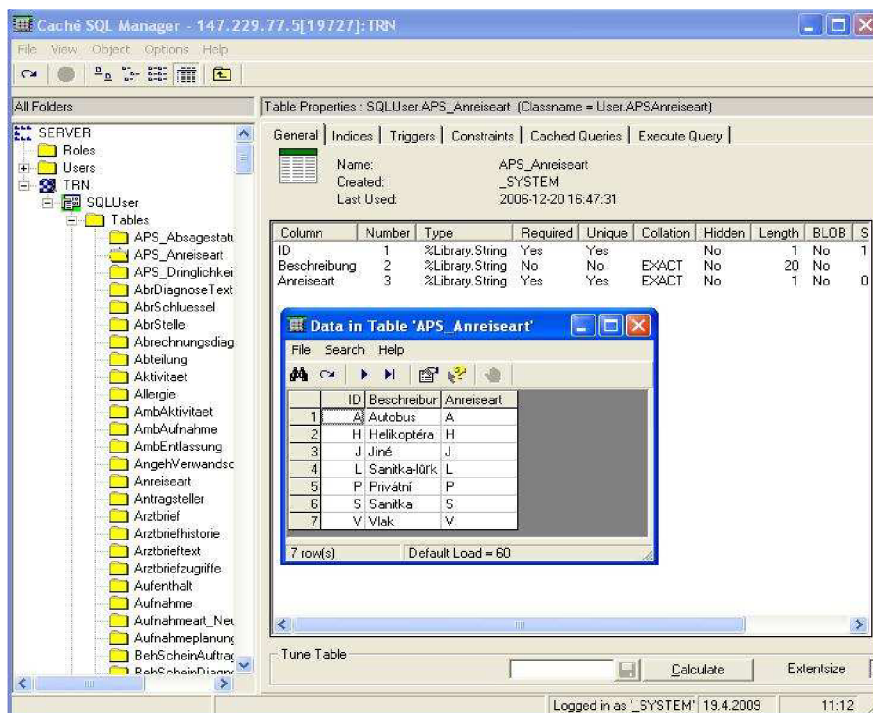 Caché SQL Manager - 147.229.77.5[19727]:TRN
File View Object Options Help
All Folders
SERVER
Roles
Users
TRN
SQLUser
Tables
APS_Absagestatu
APS_Anreiseart
APS_Dringlichkei
AbrDiagnoseText
AbrSchluessel
AbrStelle
Abrechnungsdiag
Abteilung
Aktivitaet
Allergie
AmbAktivitaet
AmbAufnahme
AmbEntlassung
AngehVerwandsc
Anreiseart
Antragsteller
Arztbrief
Arztbriefhistorie
Arztbrieftext
Arztbriefzugriffe
Aufenthalt
Aufnahme
Aufnahmeart_Neu
Aufnahmeplanung
BehScheinAuftrag
BehScheinDiagno
Table Properties : SQLUser.APS_Anreiseart (Classname = User.APSAnreiseart)
General Indices Triggers Constraints Cached Queries Execute Query
Name: APS_Anreiseart
Created: _SYSTEM
Last Used: 2006-12-20 16:47:31
Column Number Type Required Unique Collation Hidden Length BLOB S
ID 1 %Library.String Yes Yes No 1 No 1
Beschreibung 2 %Library.String No No EXACT No 20 No
Anreiseart 3 %Library.String Yes Yes EXACT No 1 No 0
Data in Table 'APS_Anreiseart'
File Search Help
ID Beschreibur Anreiseart
1 A Autobus A
2 H Helikoptéra H
3 J Jiné J
4 L Sanitka-lůžk L
5 P Privátní P
6 S Sanitka S
7 V Vlak V
7 row(s) Default Load = 60
Tune Table
Calculate Extentsize
Logged in as '_SYSTEM' 19.4.2009 11:12